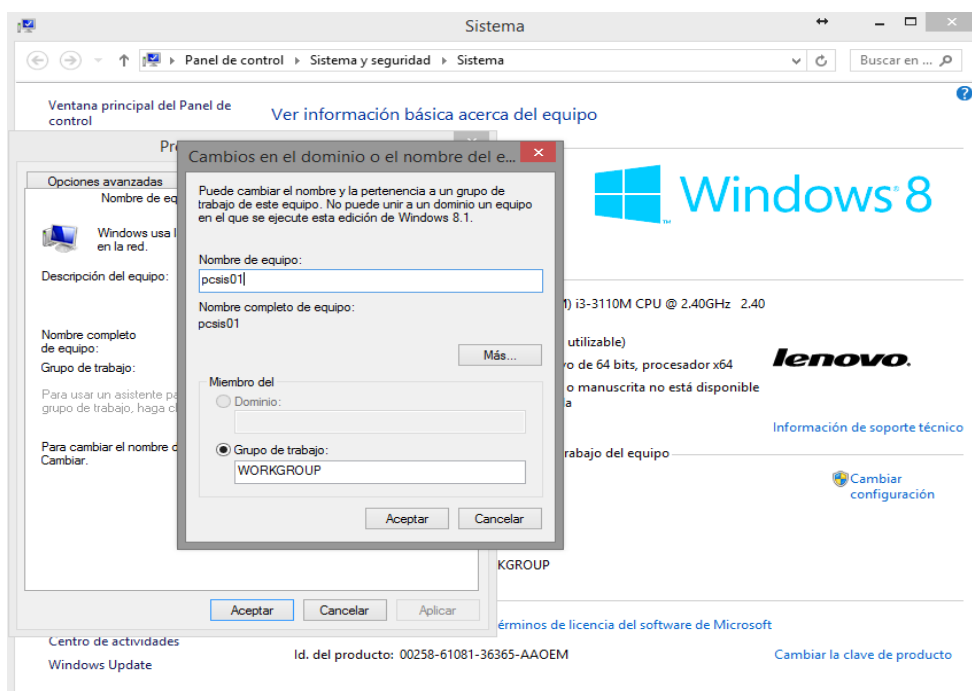 Sistema
Panel de control
Sistema y seguridad
Sistema
Buscar en ...
Ventana principal del Panel de
control
Ver información básica acerca del equipo
Opciones avanzadas
Nombre de
Windows usa
en la red.
Descripción del equipo:
Nombre completo
de equipo:
Grupo de trabajo:
Para usar un asistente
grupo de trabajo, haga
Para cambiar el nombre
Cambiar.
Aceptar
Cancelar
Aplicar
Cambios en el dominio o el nombre del e...
Puede cambiar el nombre y la pertenencia a un grupo de
trabajo de este equipo. No puede unir a un dominio un equipo
en el que se ejecute esta edición de Windows 8.1.
Nombre de equipo:
pcsis01
Nombre completo de equipo:
pcsis01
Más...
Miembro del
Dominio:
Grupo de trabajo:
WORKGROUP
Aceptar
Cancelar
Windows 8
i3-3110M CPU @ 2.40GHz 2.40
utilizable)
de 64 bits, procesador x64
o manuscrita no está disponible
lenovo.
Información de soporte técnico
del equipo
Cambiar
configuración
KGROUP
de licencia del software de Microsoft
Centro de actividades
Windows Update
Id. del producto: 00258-61081-36365-AAOEM
Cambiar la clave de producto